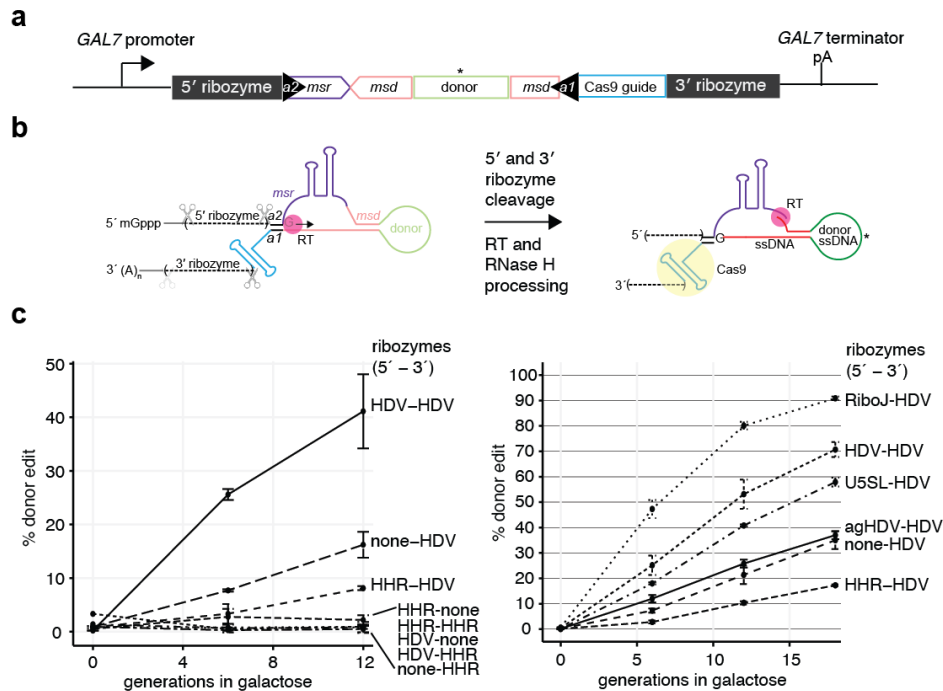 a
GAL7 promoter
GAL7 terminator
pA
*
5′ ribozyme a2 msr msd donor msd a1 Cas9 guide 3′ ribozyme
b
5′ and 3′
ribozyme
cleavage
RT and
RNase H
processing
msr
5′ mGppp 5′ ribozyme a2 G msd donor
a1 RT
3′ (A)n 3′ ribozyme
RT
5′ G ssDNA donor
ssDNA *
Cas9
3′
c
ribozymes
(5′ – 3′)
% donor edit
50
40
30
20
10
0
HDV–HDV
none–HDV
HHR–HDV
HHR-none
HHR-HHR
HDV-none
HDV-HHR
none-HHR
0 4 8 12
generations in galactose
ribozymes
(5′ – 3′)
% donor edit
100
90
80
70
60
50
40
30
20
10
0
RiboJ-HDV
HDV-HDV
U5SL-HDV
agHDV-HDV
none-HDV
HHR–HDV
0 5 10 15
generations in galactose